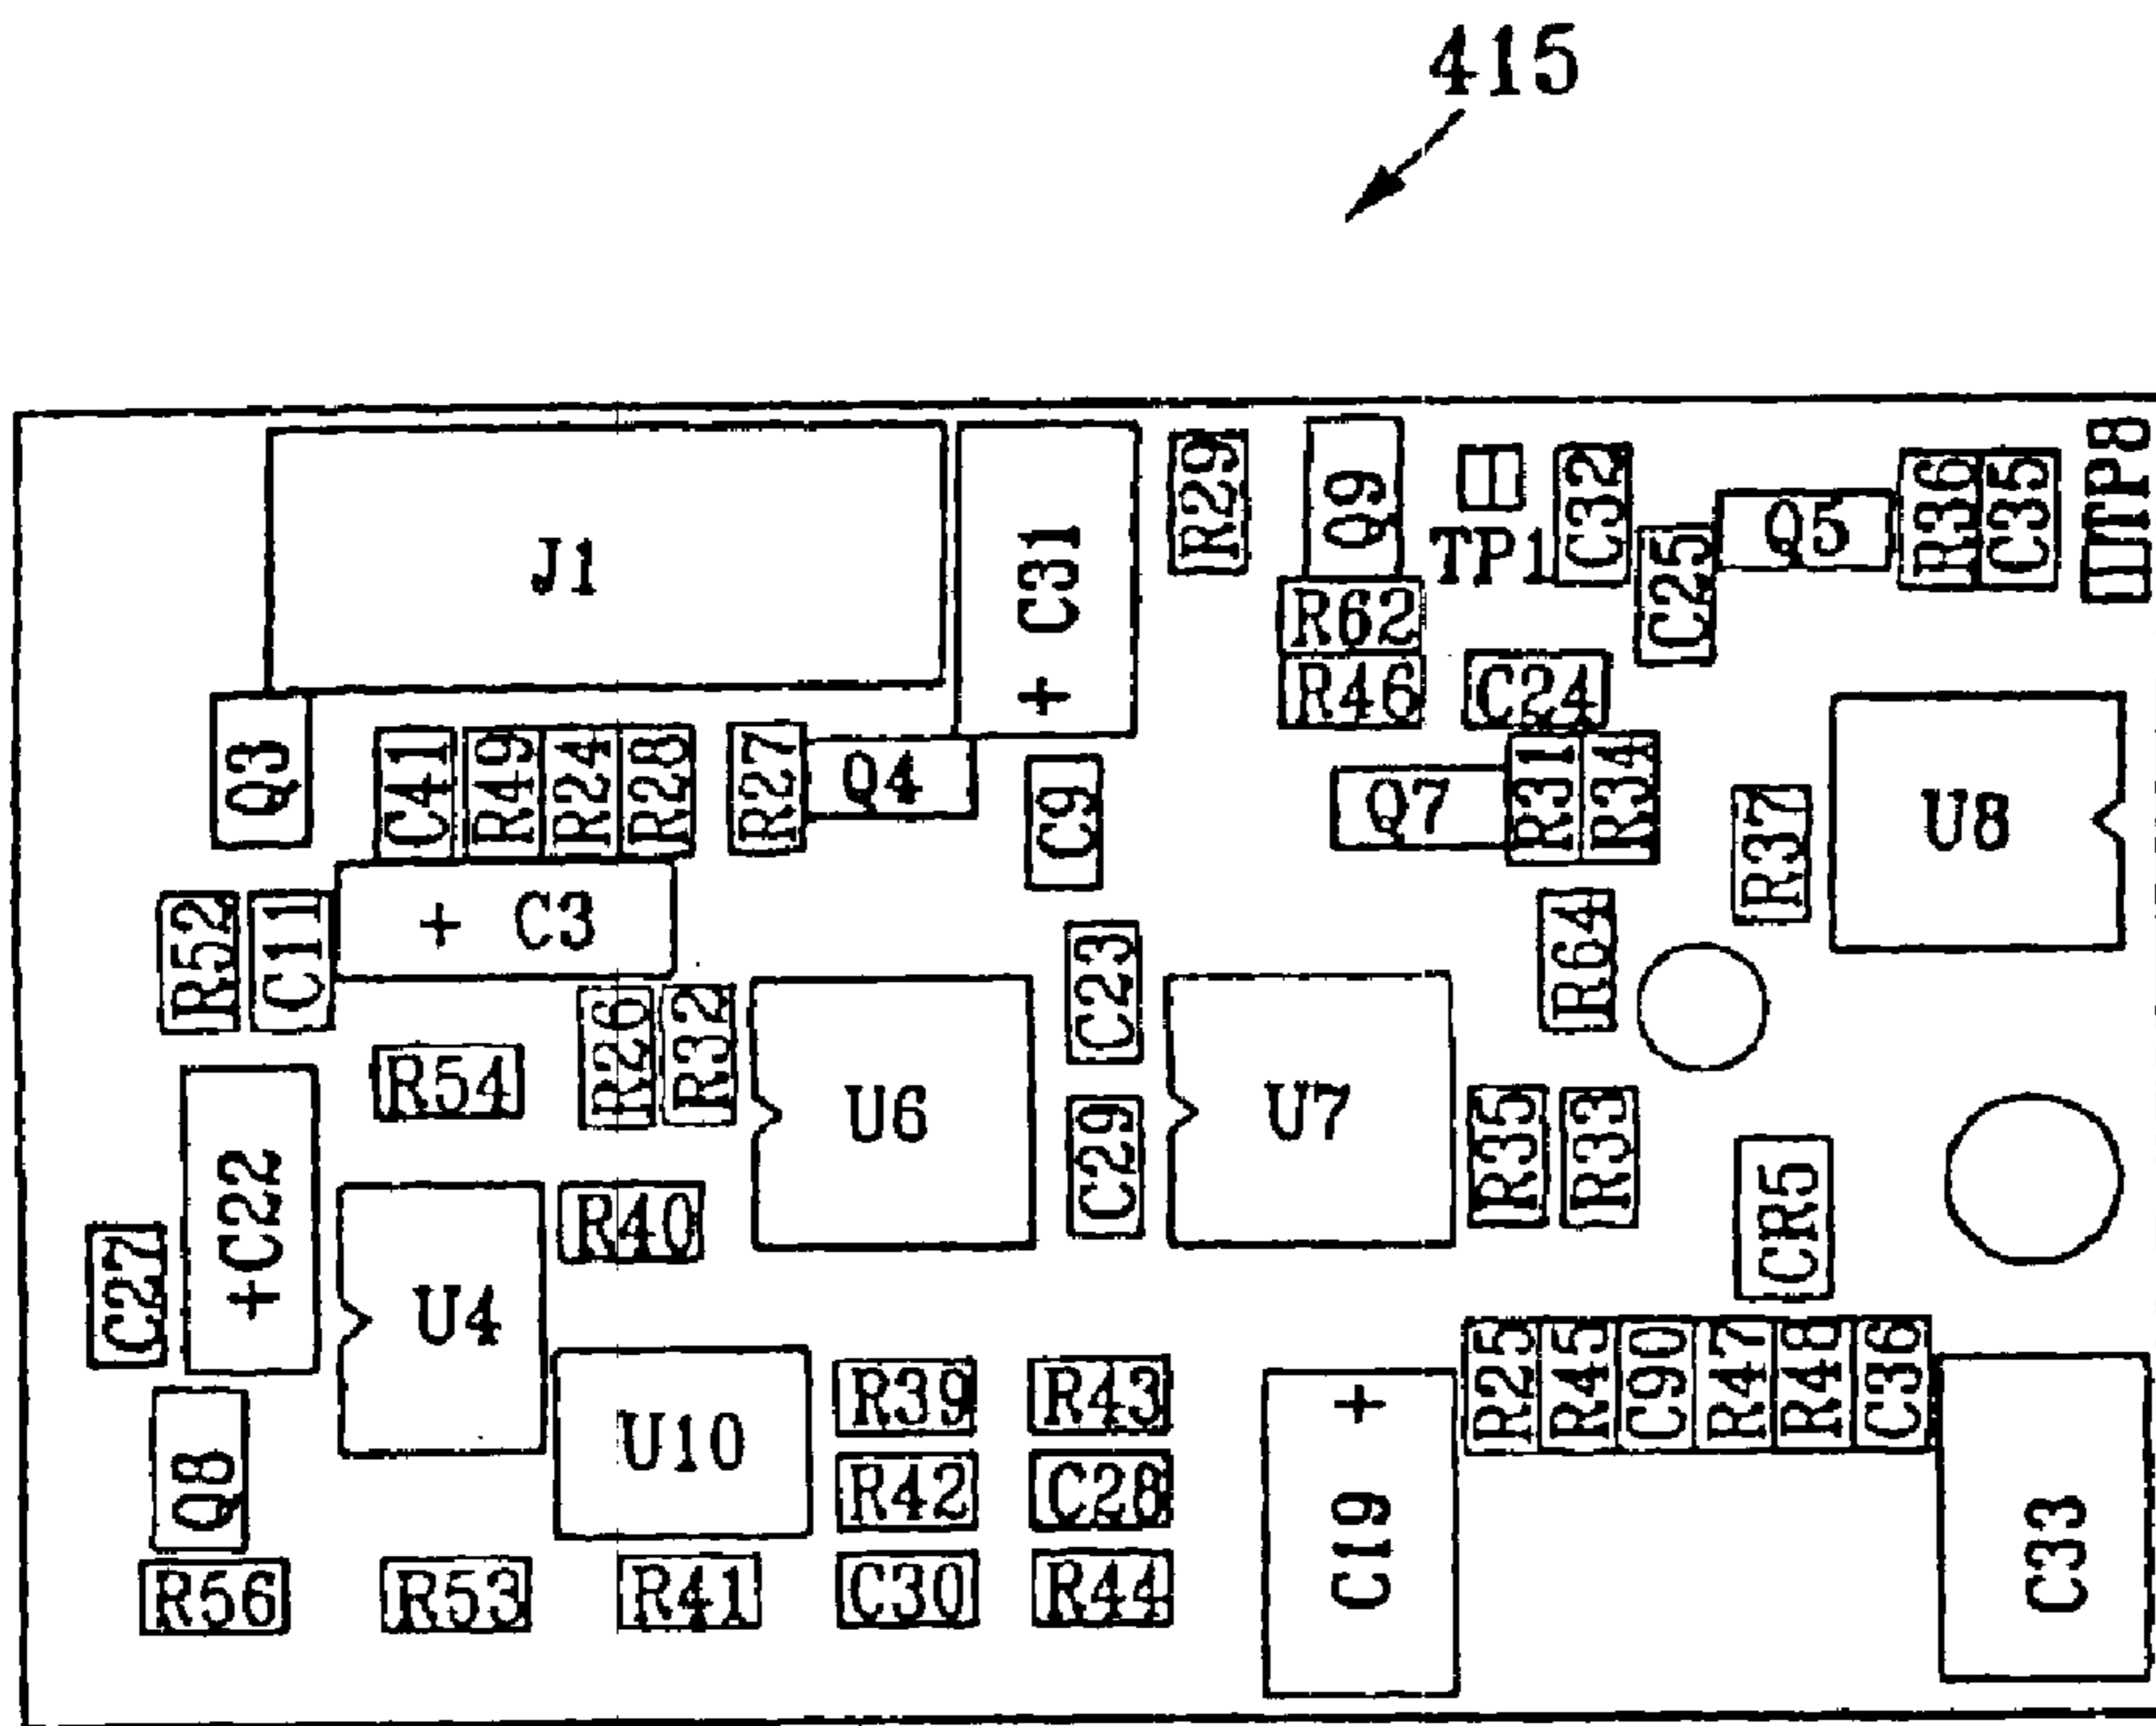 415
J1
C31
+
R29
Q9
TP1
C32
C25
Q5
R36
C35
TP8
R62
R46
C24
Q3
C41
R49
R24
R28
R27
Q4
C9
Q7
R31
R34
R37
U8
R52
C11
+ C3
C23
R64
R54
R26
R32
U6
C29
U7
R35
R33
CR5
+C22
C27
R40
U4
R25
R45
C90
R47
R48
C36
U10
R39
R43
+
C19
C33
Q8
R42
C28
R56
R53
R41
C30
R44